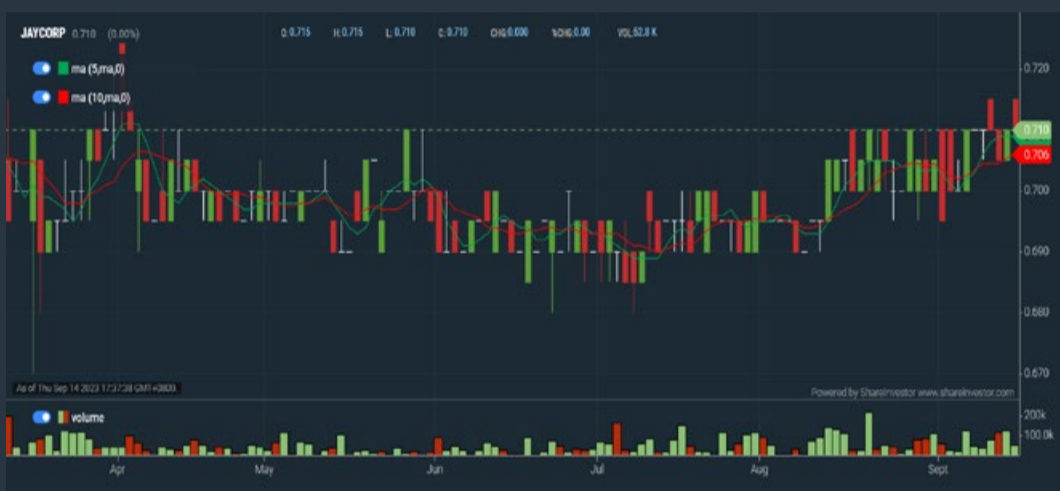 JAYCORP 0.710 (0.00%) O:0.715 H:0.715 L: 0.710 C:0.710 CHG:0.000 %CHG:0.00 VOL:52.8 K
ma (5,ma,0)
ma (10,ma,0)
0.720
0.710
0.706
0.700
0.690
0.680
0.670
As of Thu Sep 14 2023 17:37:38 GMT+0800
Powered by ShareInvestor www.shareinvestor.com
volume
200k
100.0k
Apr May Jun Jul Aug Sept